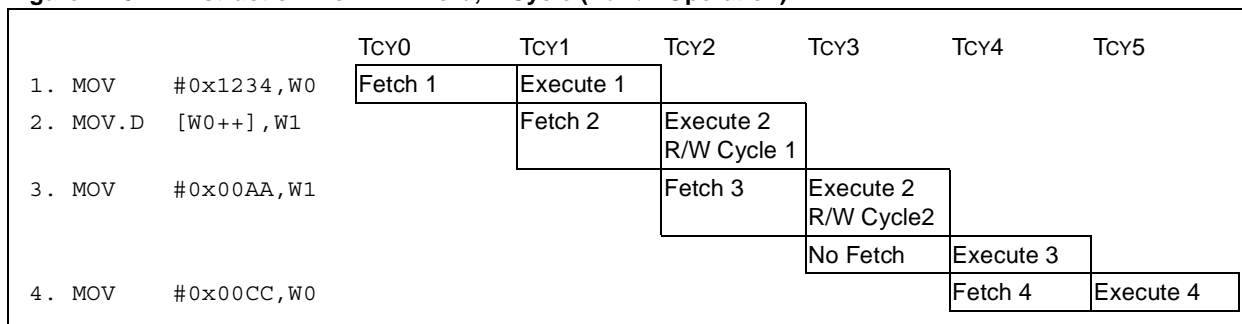 TCY0 TCY1 TCY2 TCY3 TCY4 TCY5
1. MOV #0x1234,W0 Fetch 1 Execute 1
2. MOV.D [W0++],W1 Fetch 2 Execute 2
R/W Cycle 1
3. MOV #0x00AA,W1 Fetch 3 Execute 2
R/W Cycle2
No Fetch Execute 3
4. MOV #0x00CC,W0 Fetch 4 Execute 4